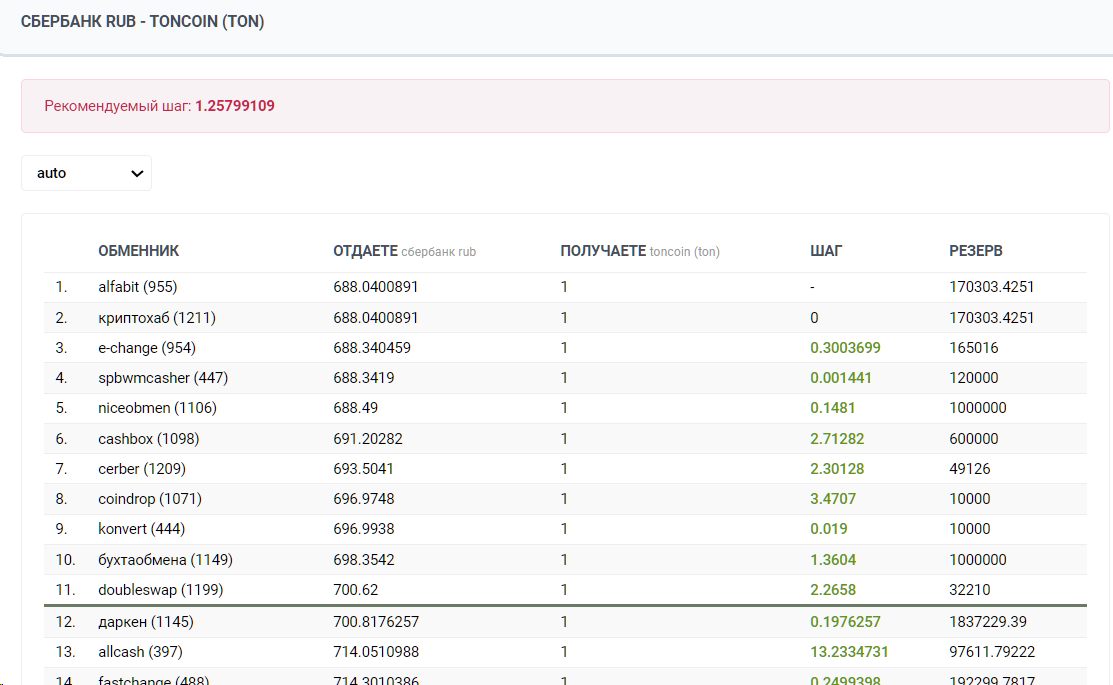 СБЕРБАНК RUB - TONCOIN (TON)
Рекомендуемый шаг: 1.25799109
auto
ОБМЕННИК ОТДАЕТЕ сбербанк rub ПОЛУЧАЕТЕ toncoin (ton) ШАГ РЕЗЕРВ
1. alfabit (955) 688.0400891 1 - 170303.4251
2. криптохаб (1211) 688.0400891 1 0 170303.4251
3. e-change (954) 688.340459 1 0.3003699 165016
4. spbwmcasher (447) 688.3419 1 0.001441 120000
5. niceobmen (1106) 688.49 1 0.1481 1000000
6. cashbox (1098) 691.20282 1 2.71282 600000
7. cerber (1209) 693.5041 1 2.30128 49126
8. coindrop (1071) 696.9748 1 3.4707 10000
9. konvert (444) 696.9938 1 0.019 10000
10. бухтаобмена (1149) 698.3542 1 1.3604 1000000
11. doubleswap (1199) 700.62 1 2.2658 32210
12. даркен (1145) 700.8176257 1 0.1976257 1837229.39
13. allcash (397) 714.0510988 1 13.2334731 97611.79222
14. fastchange (488) 714.3010386 1 0.2499398 192299.7817